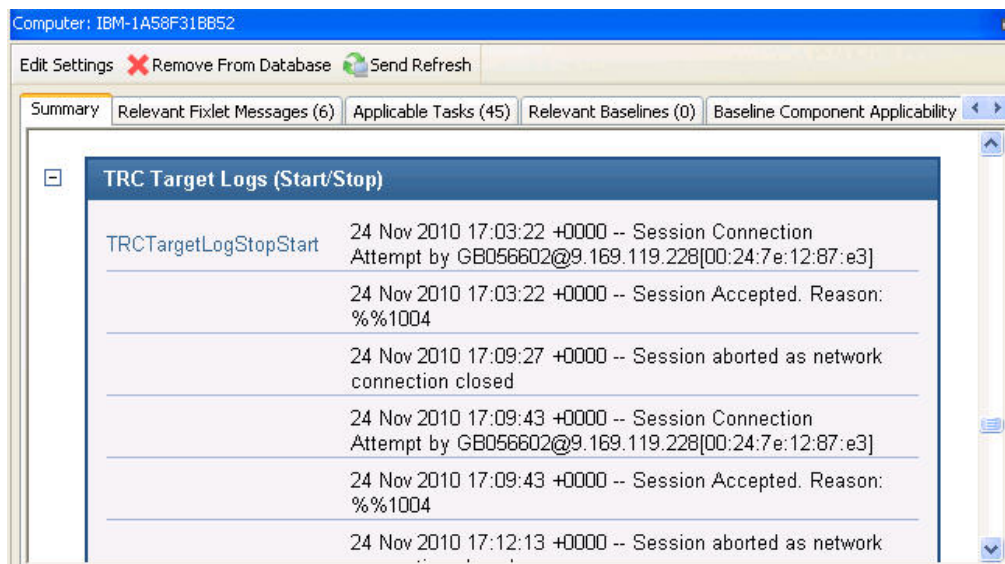 Computer: IBM-1A58F31BB52
Edit Settings Remove From Database Send Refresh
Summary Relevant Fixlet Messages (6) Applicable Tasks (45) Relevant Baselines (0) Baseline Component Applicability
TRC Target Logs (Start/Stop)
TRCTargetLogStopStart
24 Nov 2010 17:03:22 +0000 -- Session Connection
Attempt by GB056602@9.169.119.228[00:24:7e:12:87:e3]
24 Nov 2010 17:03:22 +0000 -- Session Accepted. Reason:
%%1004
24 Nov 2010 17:09:27 +0000 -- Session aborted as network
connection closed
24 Nov 2010 17:09:43 +0000 -- Session Connection
Attempt by GB056602@9.169.119.228[00:24:7e:12:87:e3]
24 Nov 2010 17:09:43 +0000 -- Session Accepted. Reason:
%%1004
24 Nov 2010 17:12:13 +0000 -- Session aborted as network